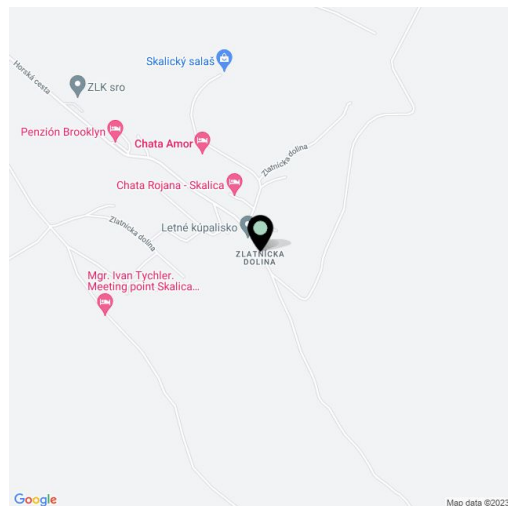 Skalický salaš
Horská cesta
ZLK sro
Penzión Brooklyn
Chata Amor
Zlatnícka dolina
Chata Rojana - Skalica
Zlatnícka dolina
Letné kúpalisko
ZLATNÍCKA
DOLINA
Mgr. Ivan Tychler.
Meeting point Skalica...
Google
Map data ©2023